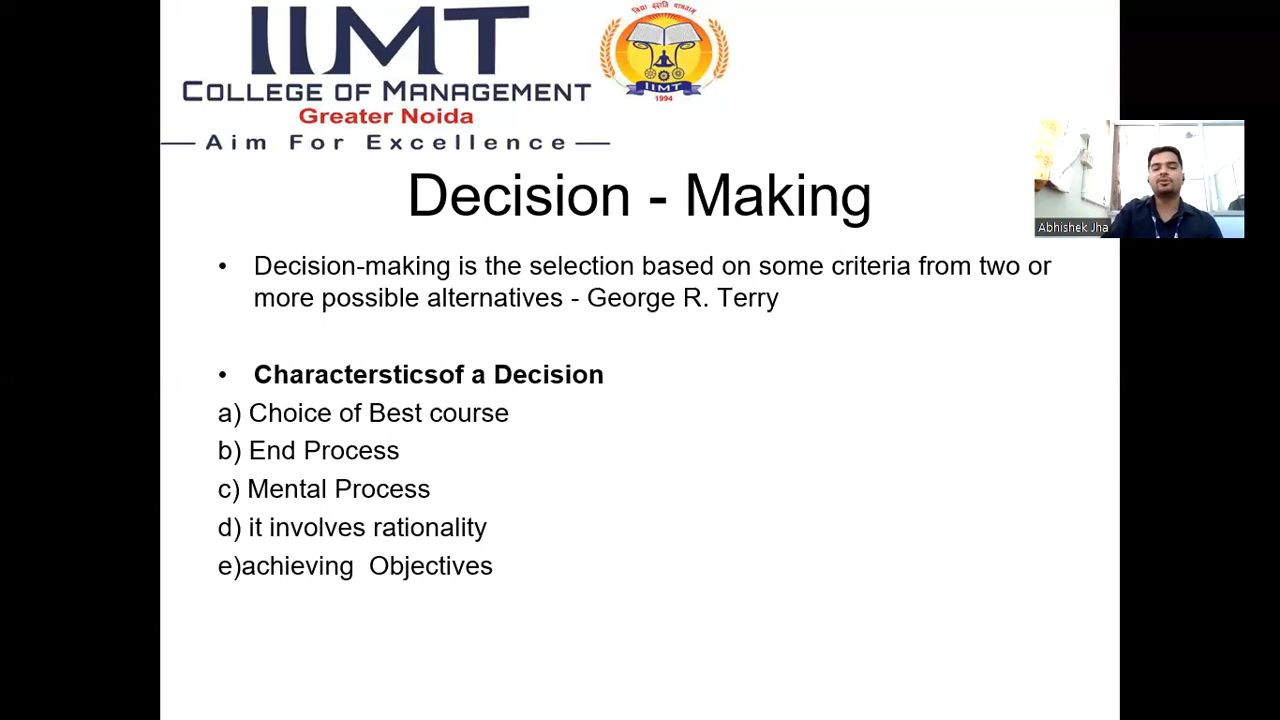 IIMT
COLLEGE OF MANAGEMENT
Greater Noida
Aim For Excellence
IIMT
1994
Decision - Making
Abhishek Jha
• Decision-making is the selection based on some criteria from two or
more possible alternatives - George R. Terry
• Charactersticsof a Decision
a) Choice of Best course
b) End Process
c) Mental Process
d) it involves rationality
e)achieving  Objectives